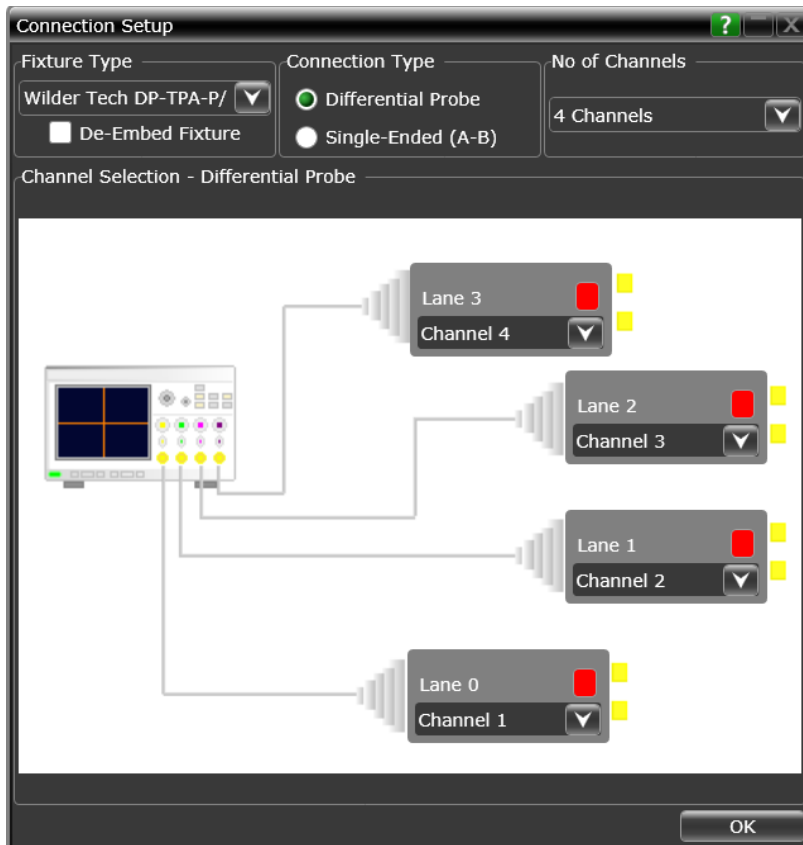 Connection Setup
?
Fixture Type
Connection Type
No of Channels
Wilder Tech DP-TPA-P/
Differential Probe
4 Channels
De-Embed Fixture
Single-Ended (A-B)
Channel Selection - Differential Probe
Lane 3
Channel 4
Lane 2
Channel 3
Lane 1
Channel 2
Lane 0
Channel 1
OK